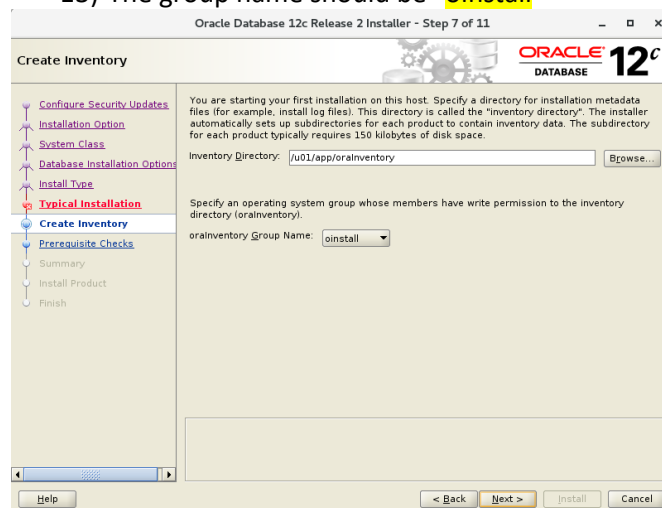 The group name should be "oinstall"
Oracle Database 12c Release 2 Installer - Step 7 of 11
Create Inventory
ORACLE
DATABASE
12c
Configure Security Updates
Installation Option
System Class
Database Installation Options
Install Type
Typical Installation
Create Inventory
Prerequisite Checks
Summary
Install Product
Finish
You are starting your first installation on this host. Specify a directory for installation metadata
files (for example, install log files). This directory is called the "inventory directory". The installer
automatically sets up subdirectories for each product to contain inventory data. The subdirectory
for each product typically requires 150 kilobytes of disk space.
Inventory Directory: /u01/app/oraInventory
Browse...
Specify an operating system group whose members have write permission to the inventory
directory (oraInventory).
oraInventory Group Name: oinstall
Help
< Back
Next >
Install
Cancel